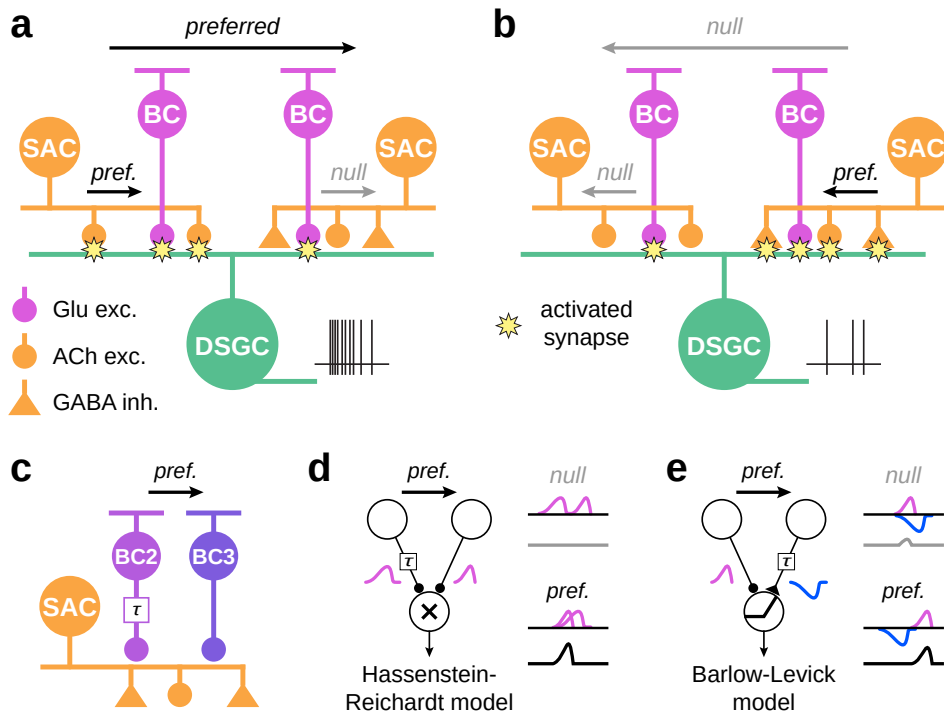 a
preferred
BC
BC
SAC
SAC
pref.
null
DSGC
Glu exc.
ACh exc.
GABA inh.
b
null
BC
BC
SAC
SAC
null
pref.
DSGC
activated
synapse
c
pref.
BC2
BC3
τ
SAC
d
pref.
τ
×
null
pref.
Hassenstein-
Reichardt model
e
pref.
τ
null
pref.
Barlow-Levick
model